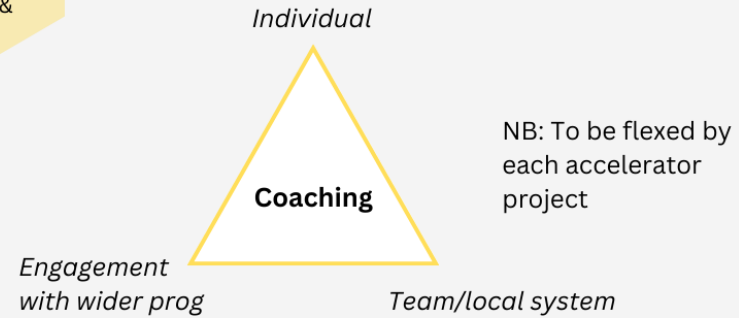 &
Individual
NB: To be flexed by
each accelerator
project
Coaching
Engagement
with wider prog
Team/local system